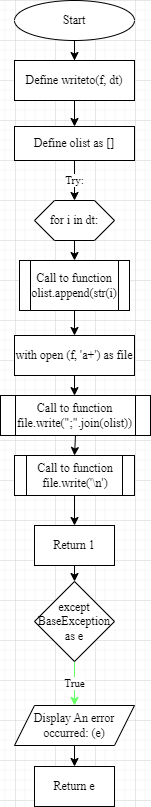 Start
Define writeto(f, dt)
Define olist as []
Try:
for i in dt:
Call to function
olist.append(str(i)
with open (f, 'a+') as file
Call to function
file.write(";".join(olist))
Call to function
file.write('\n')
Return 1
except
BaseException
as e
True
Display An error
occurred: (e)
Return e